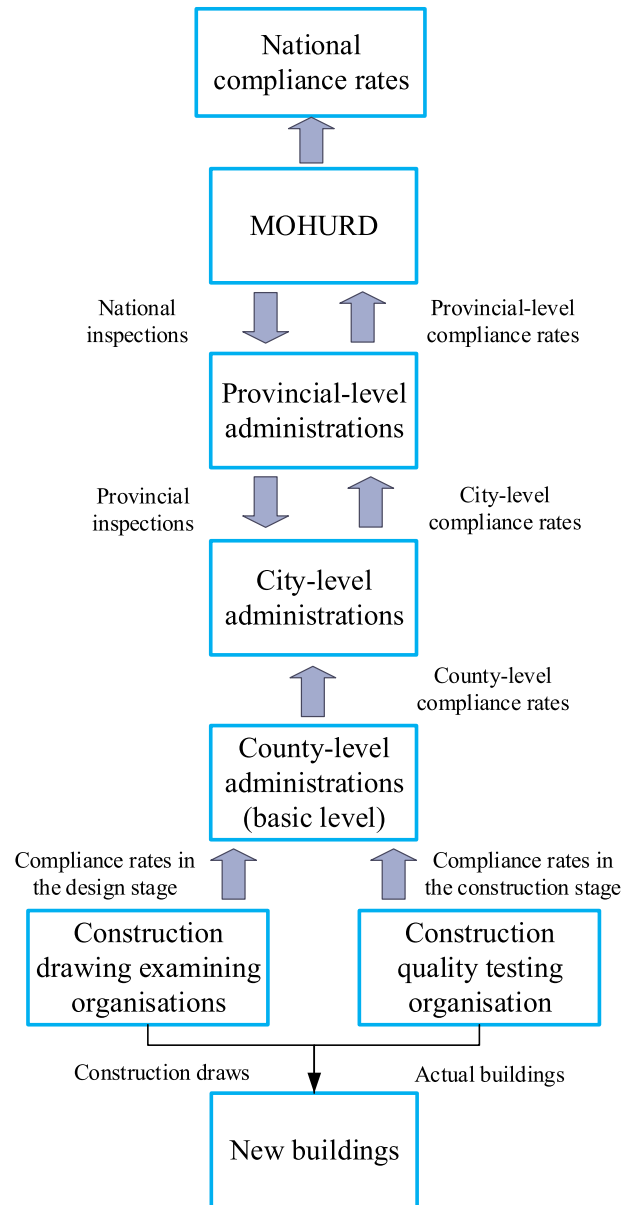 National
compliance rates
MOHURD
National
inspections
Provincial-level
compliance rates
Provincial-level
administrations
Provincial
inspections
City-level
compliance rates
City-level
administrations
County-level
compliance rates
County-level
administrations
(basic level)
Compliance rates in
the design stage
Compliance rates in
the construction stage
Construction
drawing examining
organisations
Construction
quality testing
organisation
Construction draws
Actual buildings
New buildings